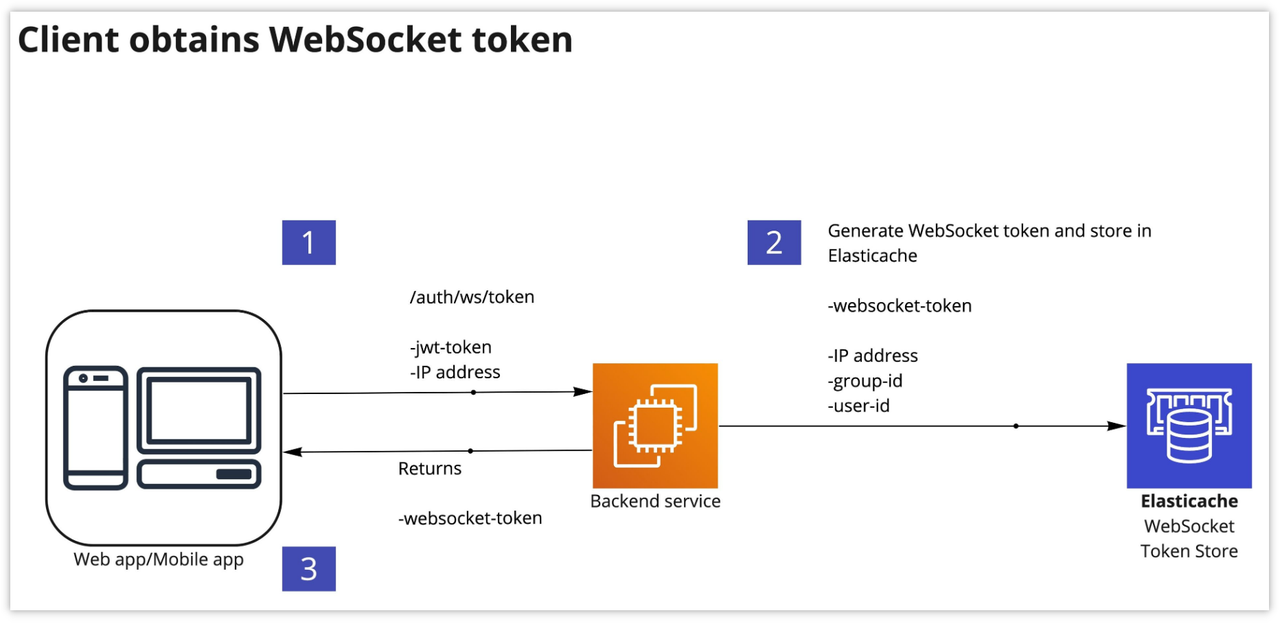 Client obtains WebSocket token
1
/auth/ws/token
-jwt-token
-IP address
2
Generate WebSocket token and store in
Elasticache
-websocket-token
-IP address
-group-id
-user-id
Returns
-websocket-token
3
Web app/Mobile app
Backend service
Elasticache
WebSocket
Token Store